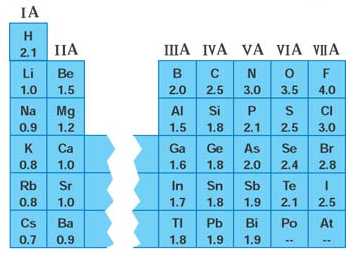 IA
H
2.1
IIA IIIA IVA VA VIA VIIA
Li Be B C N O F
1.0 1.5 2.0 2.5 3.0 3.5 4.0
Na Mg Al Si P S Cl
0.9 1.2 1.5 1.8 2.1 2.5 3.0
K Ca Ga Ge As Se Br
0.8 1.0 1.6 1.8 2.0 2.4 2.8
Rb Sr In Sn Sb Te I
0.8 1.0 1.7 1.8 1.9 2.1 2.5
Cs Ba Tl Pb Bi Po At
0.7 0.9 1.8 1.9 1.9 -- --